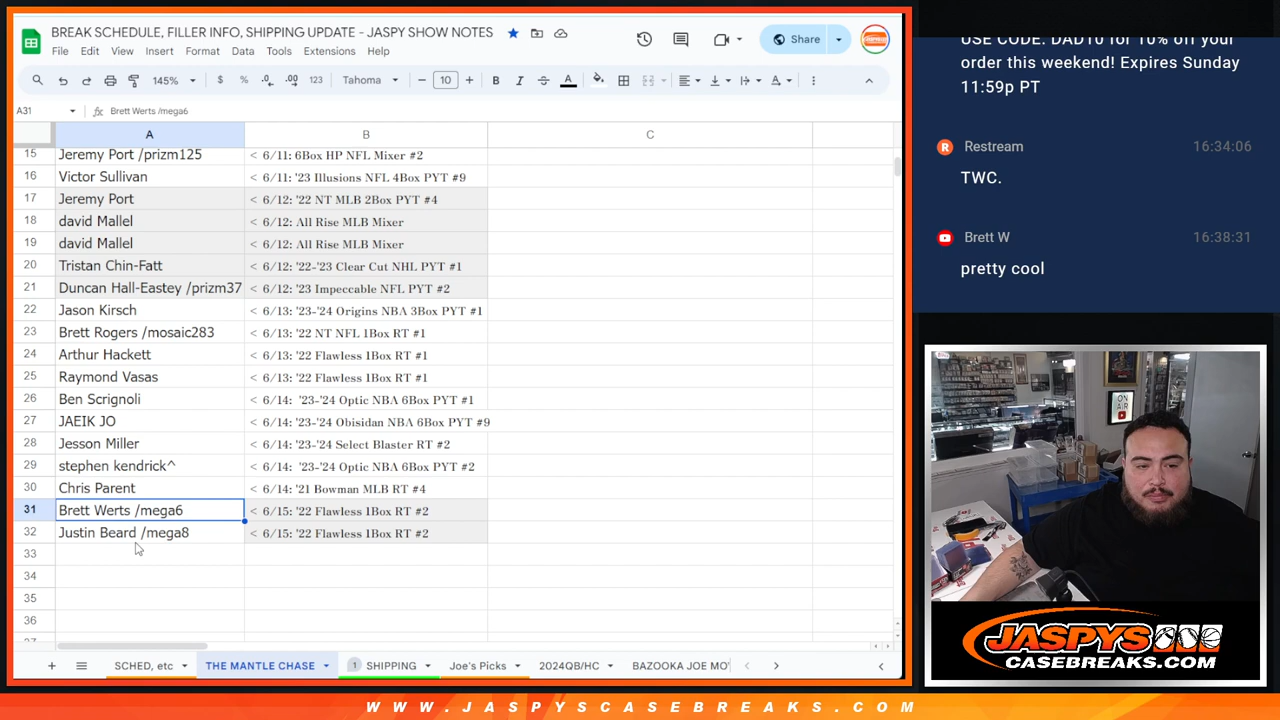 BREAK SCHEDULE, FILLER INFO, SHIPPING UPDATE - JASPY SHOW NOTES
File Edit View Insert Format Data Tools Extensions Help
Share
145% $ % .0 .00 123 Tahoma 10 B I A
A31 fx Brett Werts /mega6
A B C
15 Jeremy Port /prizm125 < 6/11: 6Box HP NFL Mixer #2
16 Victor Sullivan < 6/11: '23 Illusions NFL 4Box PYT #9
17 Jeremy Port < 6/12: '22 NT MLB 2Box PYT #4
18 david Mallel < 6/12: All Rise MLB Mixer
19 david Mallel < 6/12: All Rise MLB Mixer
20 Tristan Chin-Fatt < 6/12: '22-'23 Clear Cut NHL PYT #1
21 Duncan Hall-Eastey /prizm37 < 6/12: '23 Impeccable NFL PYT #2
22 Jason Kirsch < 6/13: '23-'24 Origins NBA 3Box PYT #1
23 Brett Rogers /mosaic283 < 6/13: '22 NT NFL 1Box RT #1
24 Arthur Hackett < 6/13: '22 Flawless 1Box RT #1
25 Raymond Vasas < 6/13: '22 Flawless 1Box RT #1
26 Ben Scrignoli < 6/14: '23-'24 Optic NBA 6Box PYT #1
27 JAEIK JO < 6/14: '23-'24 Obisidan NBA 6Box PYT #9
28 Jesson Miller < 6/14: '23-'24 Select Blaster RT #2
29 stephen kendrick^ < 6/14: '23-'24 Optic NBA 6Box PYT #2
30 Chris Parent < 6/14: '21 Bowman MLB RT #4
31 Brett Werts /mega6 < 6/15: '22 Flawless 1Box RT #2
32 Justin Beard /mega8 < 6/15: '22 Flawless 1Box RT #2
33
34
35
36
37
SCHED, etc THE MANTLE CHASE 1 SHIPPING Joe's Picks 2024QB/HC BAZOOKA JOE MO
USE CODE: DAD10 for 10% off your
order this weekend! Expires Sunday
11:59p PT
Restream 16:34:06
TWC.
Brett W 16:38:31
pretty cool
ON
AIR
JASPYS
CASEBREAKS.COM
WWW.JASPYSCASEBREAKS.COM